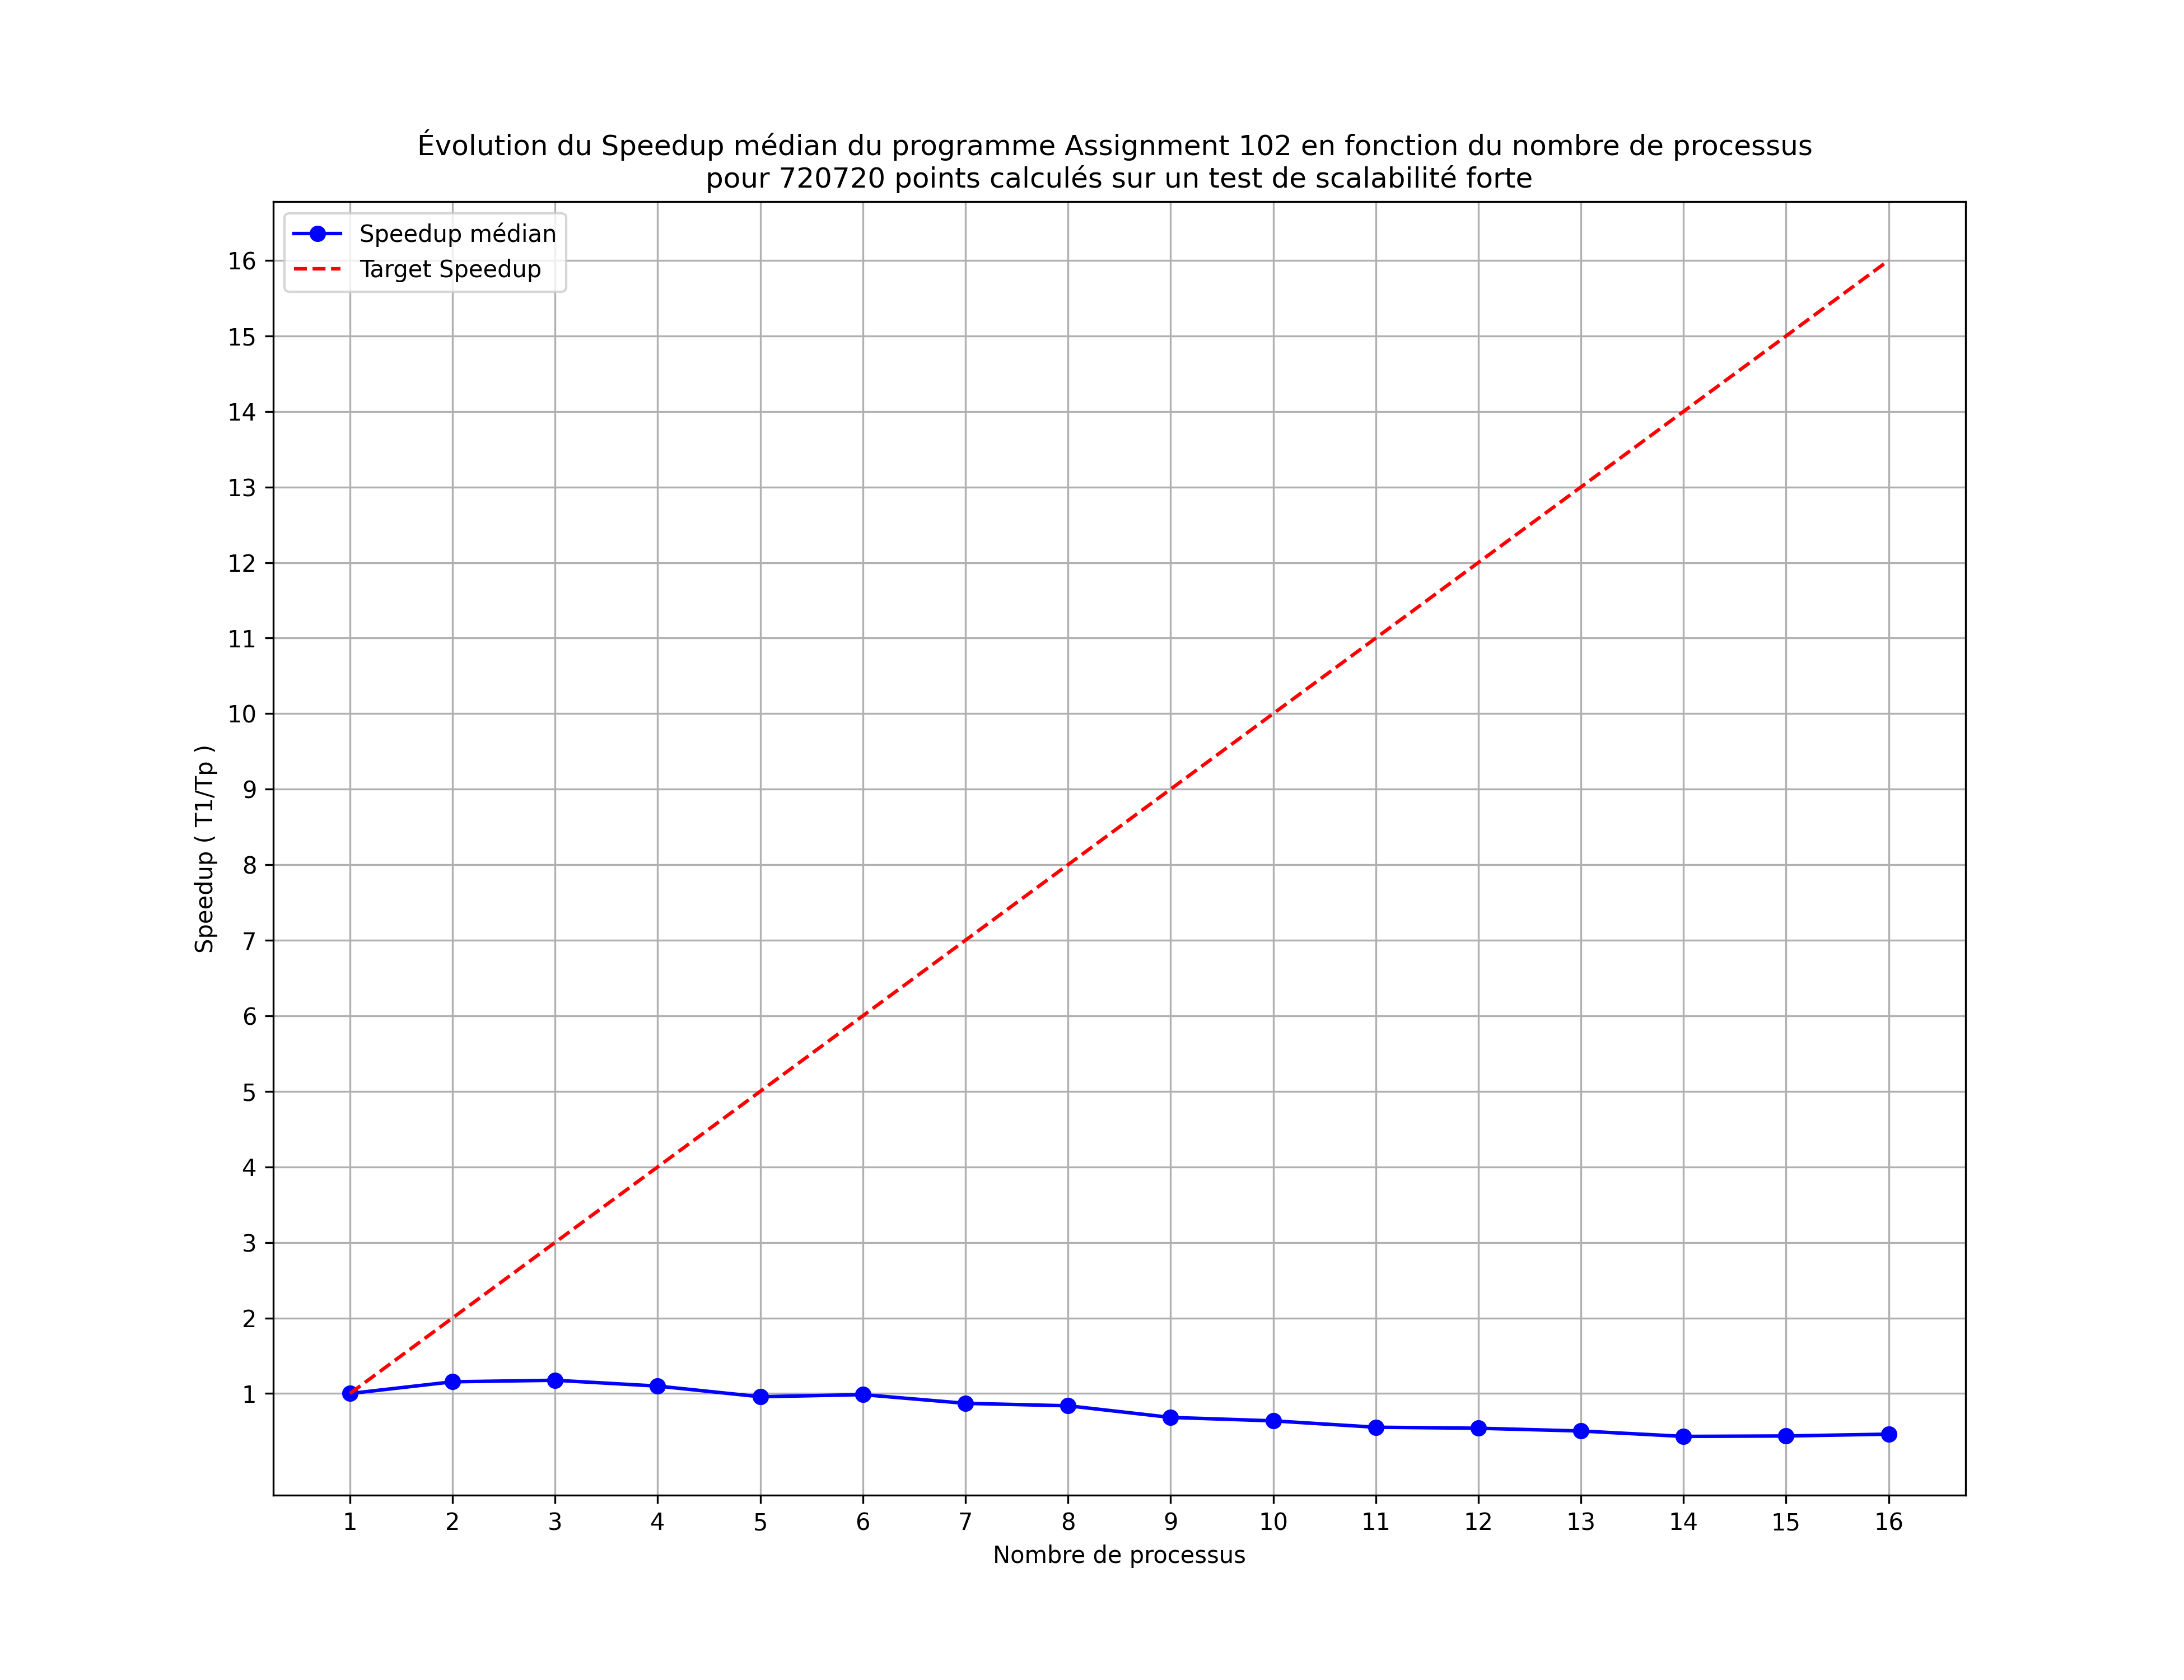 Évolution du Speedup médian du programme Assignment 102 en fonction du nombre de processus
pour 720720 points calculés sur un test de scalabilité forte
Speedup médian
Target Speedup
16
15
14
13
12
11
10
9
8
7
6
5
4
3
2
1
Speedup ( T1/Tp )
1 2 3 4 5 6 7 8 9 10 11 12 13 14 15 16
Nombre de processus